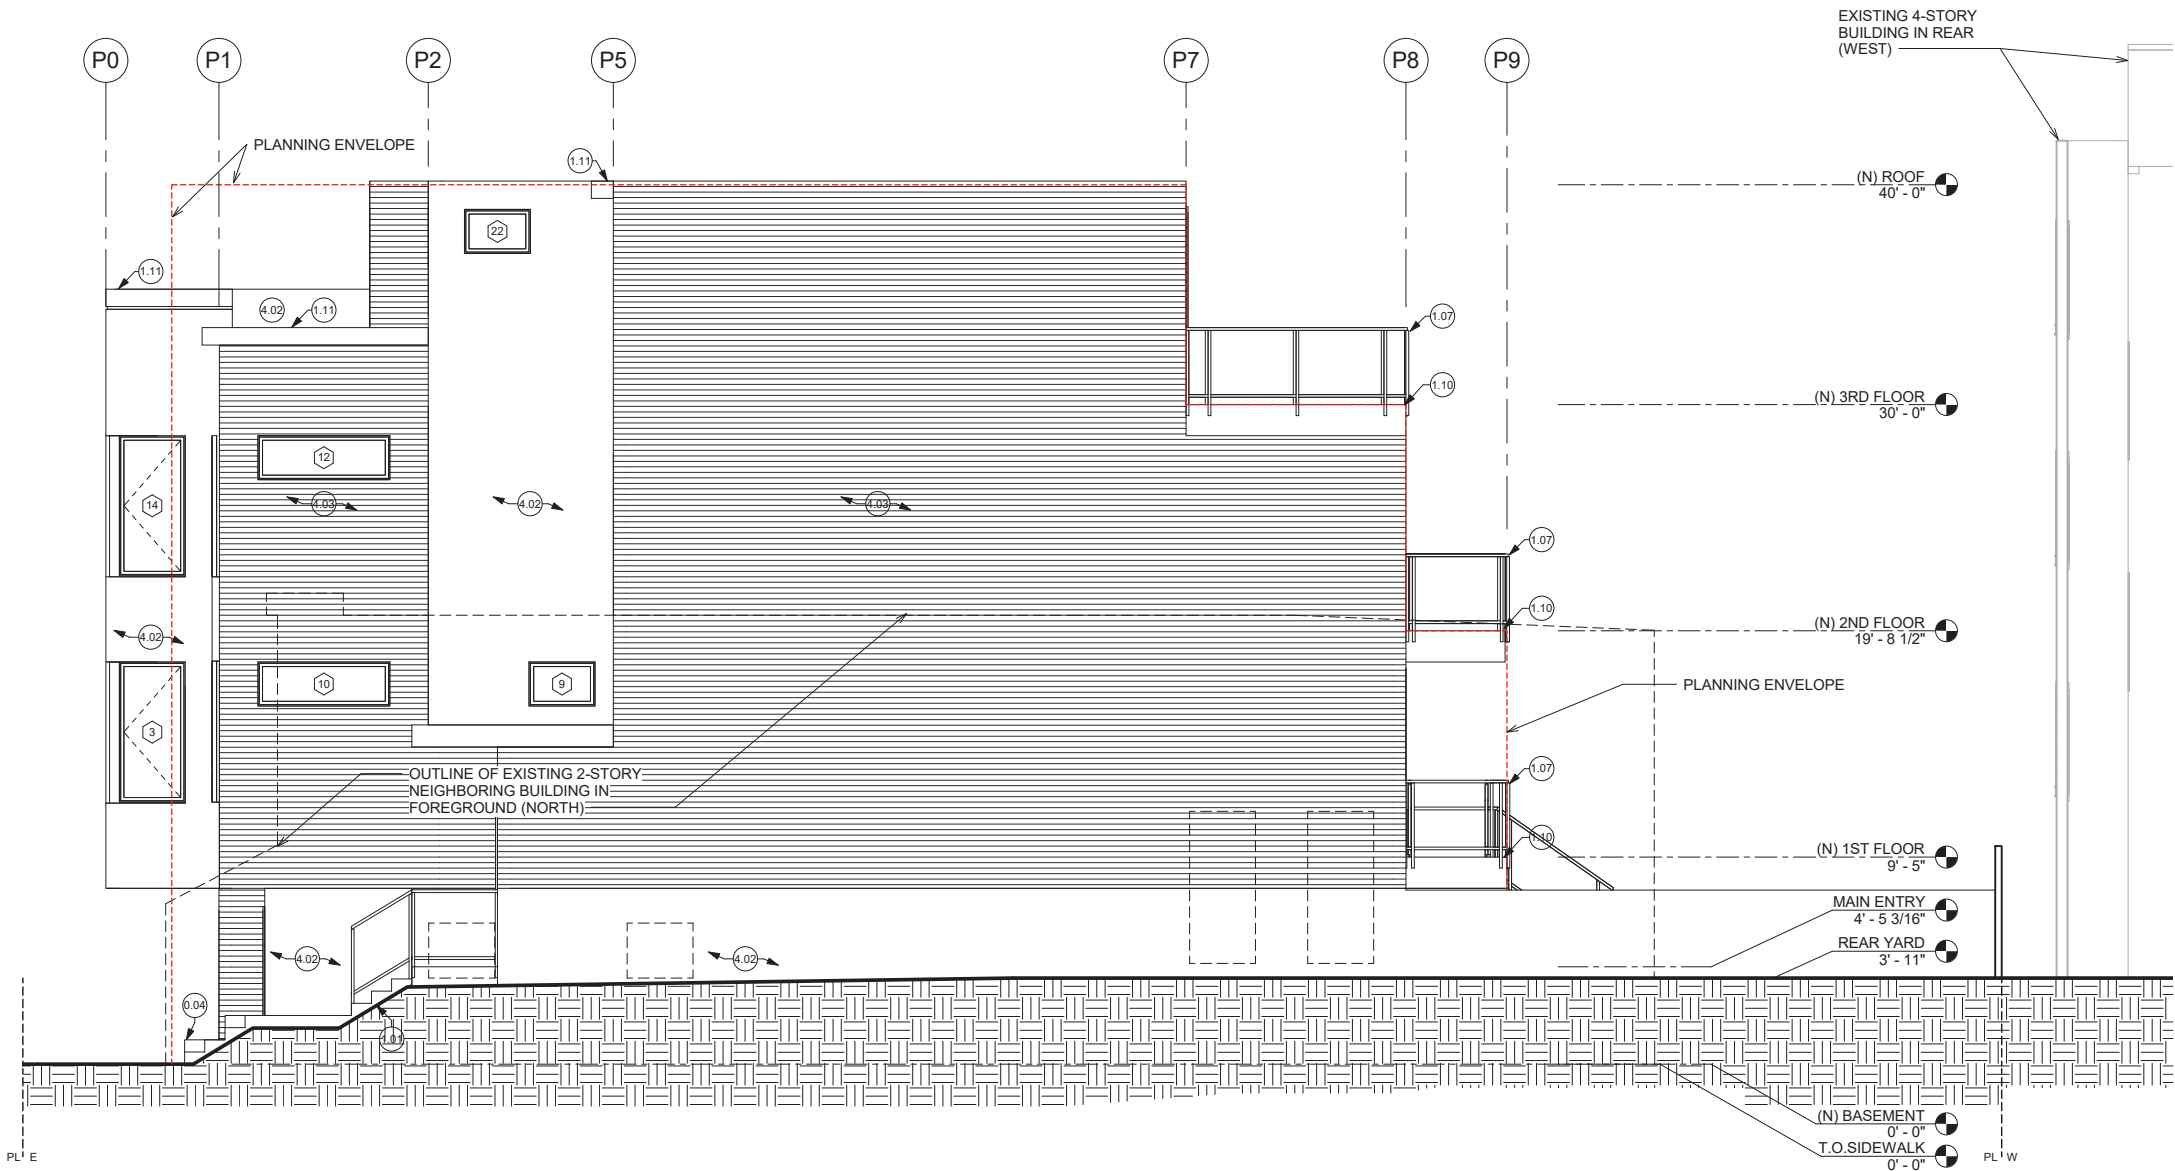 EXISTING 4-STORY
BUILDING IN REAR
(WEST)
P0
P1
P2
P5
P7
P8
P9
PLANNING ENVELOPE
1.11
(N) ROOF
40' - 0"
22
1.11
4.02
1.11
1.07
1.10
(N) 3RD FLOOR
30' - 0"
12
14
4.03
4.02
4.03
1.07
1.10
(N) 2ND FLOOR
19' - 8 1/2"
4.02
10
9
PLANNING ENVELOPE
3
OUTLINE OF EXISTING 2-STORY
NEIGHBORING BUILDING IN
FOREGROUND (NORTH)
1.07
1.10
(N) 1ST FLOOR
9' - 5"
MAIN ENTRY
4' - 5 3/16"
REAR YARD
3' - 11"
4.02
4.02
0.04
1.01
(N) BASEMENT
0' - 0"
T.O.SIDEWALK
0' - 0"
PL E
PL W